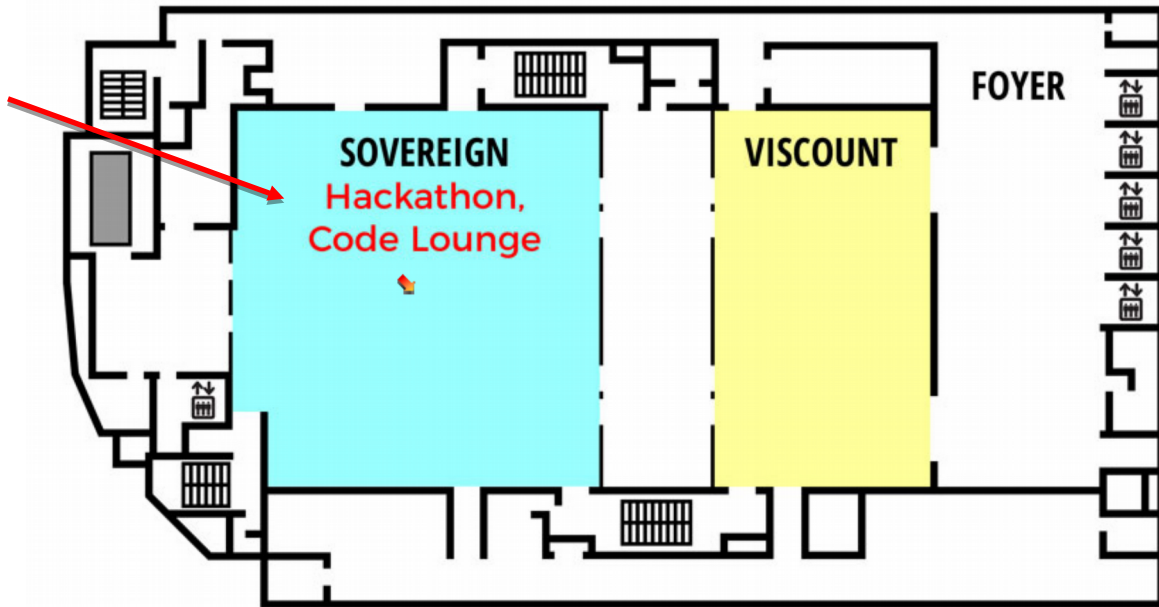 FOYER
SOVEREIGN
Hackathon,
Code Lounge
VISCOUNT